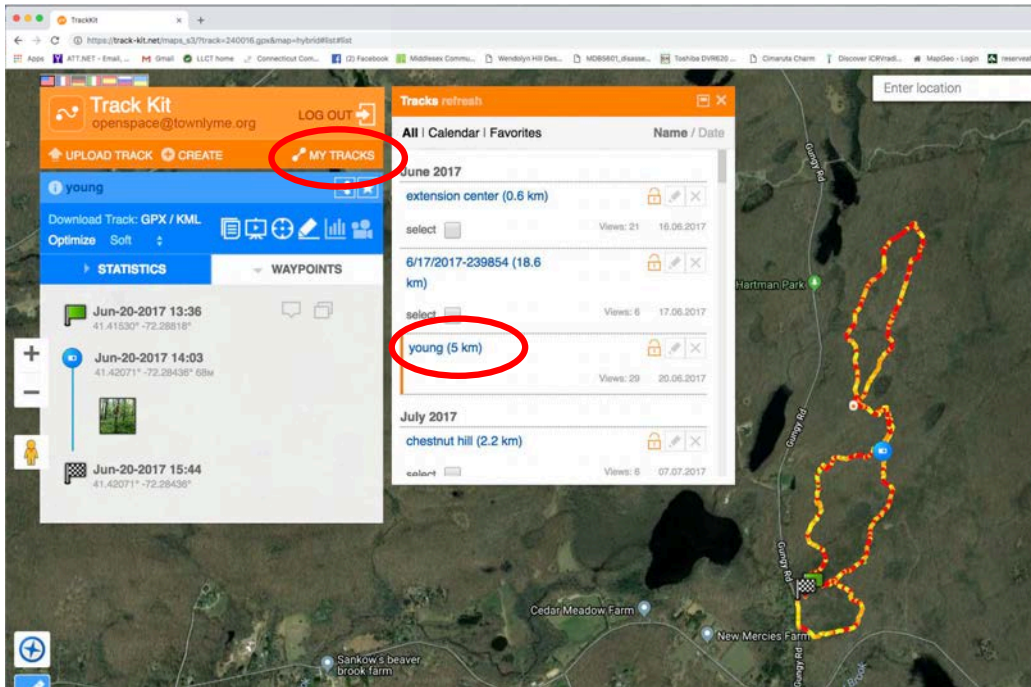 TrackKit
https://track-kit.net/maps_s3/?track=240016.gpx&map=hybrid#list#list
Apps ATT.NET - Email, ... Gmail LLCT home Connecticut Com... (2) Facebook Middlesex Commu... Wendolyn Hill Des... MDB5601_disasse... Toshiba DVR620 ... Cimaruta Charm Discover iCRVradi... MapGeo - Login
Track Kit
openspace@townlyme.org
LOG OUT
UPLOAD TRACK CREATE
MY TRACKS
young
Download Track: GPX / KML
Optimize Soft
STATISTICS
WAYPOINTS
Jun-20-2017 13:36
41.41530° -72.28818°
Jun-20-2017 14:03
41.42071° -72.28436° 68м
Jun-20-2017 15:44
41.42071° -72.28436°
Tracks refresh
All | Calendar | Favorites
Name / Date
June 2017
extension center (0.6 km)
select
Views: 21 16.06.2017
6/17/2017-239854 (18.6
km)
select
Views: 6 17.06.2017
young (5 km)
Views: 29 20.06.2017
July 2017
chestnut hill (2.2 km)
select
Views: 6 07.07.2017
Enter location
Gungy Rd
Hartman Park
Gungy Rd
Gungy Rd
Cedar Meadow Farm
New Mercies Farm
Gungy Rd
Brook
Sankow's beaver
brook farm